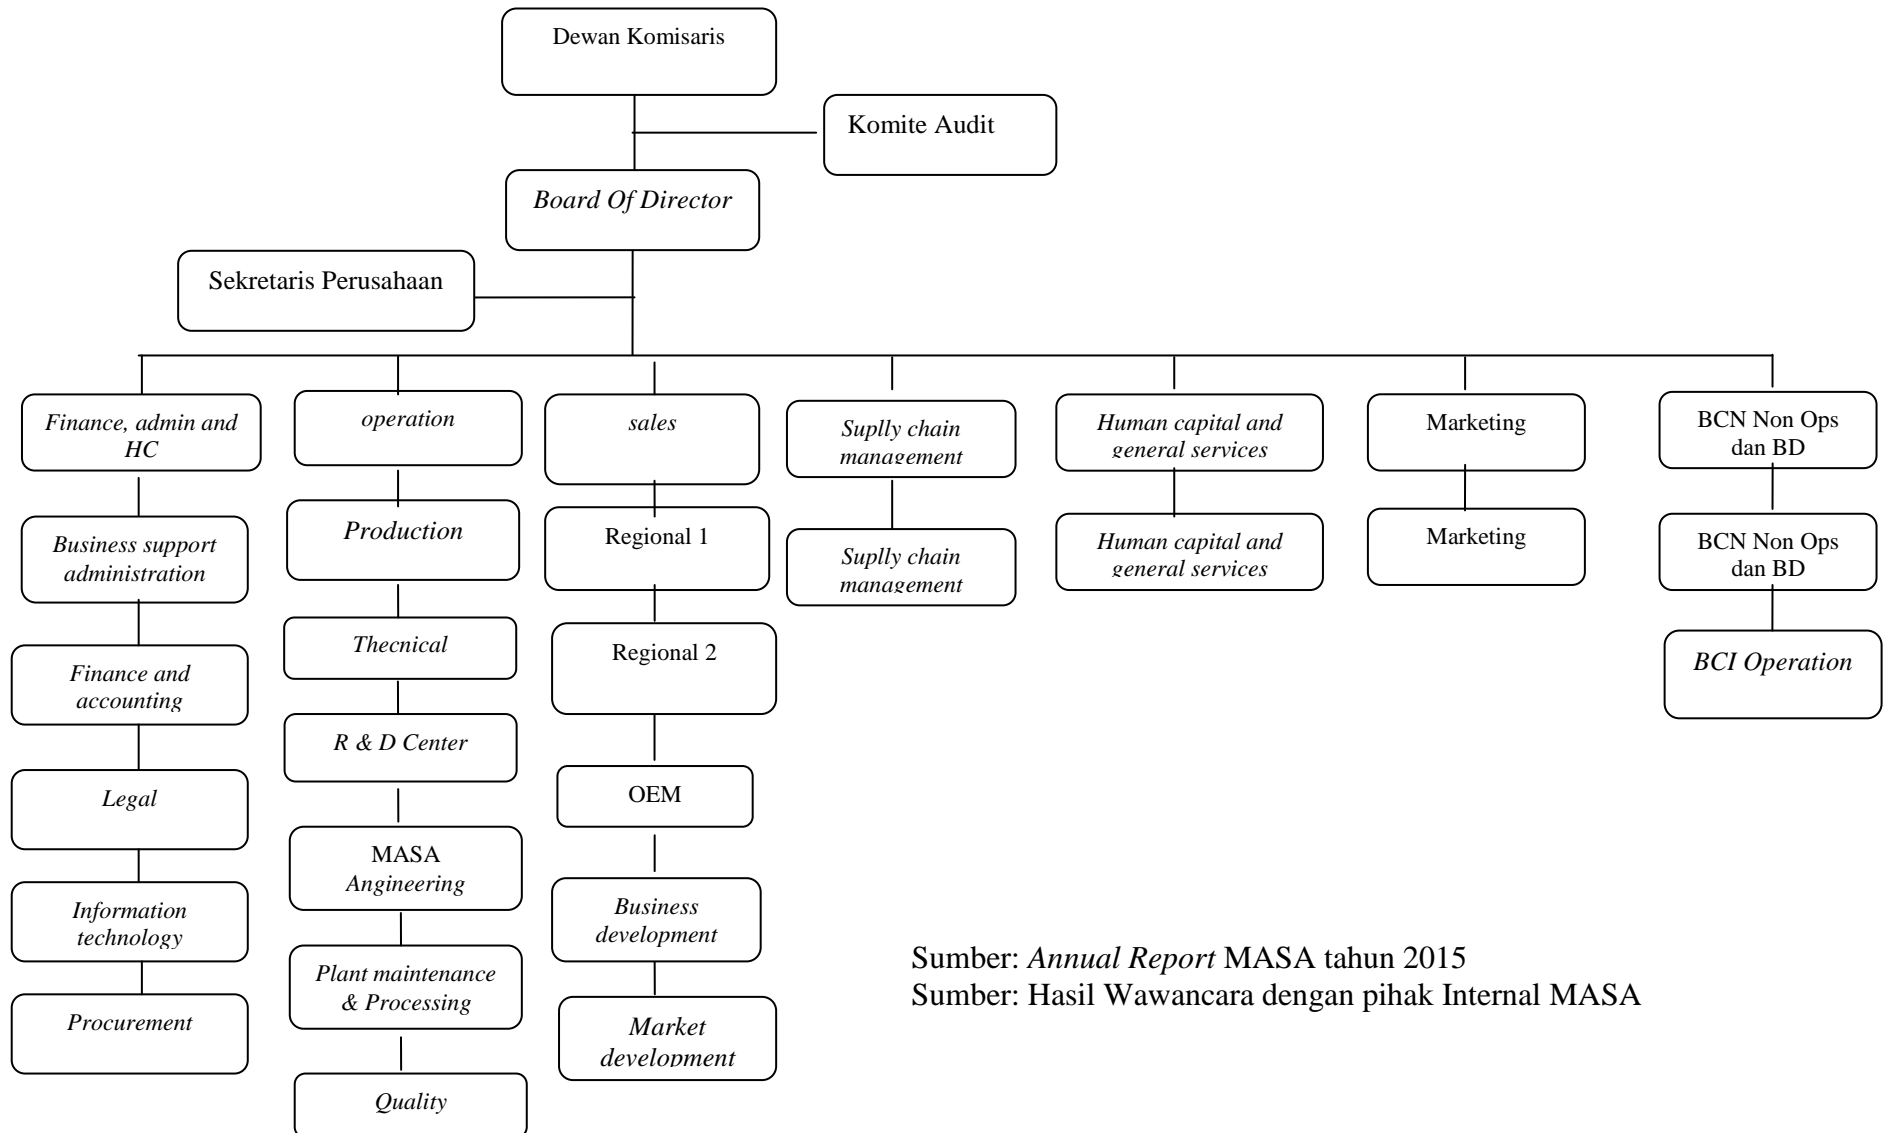 Dewan Komisaris
Komite Audit
Board Of Director
Sekretaris Perusahaan
Finance, admin and
HC
operation
sales
Suplly chain
management
Human capital and
general services
Marketing
BCN Non Ops
dan BD
Business support
administration
Production
Regional 1
Suplly chain
management
Human capital and
general services
Marketing
BCN Non Ops
dan BD
Finance and
accounting
Thecnical
Regional 2
BCI Operation
Legal
R & D Center
OEM
Information
technology
MASA
Angineering
Business
development
Procurement
Plant maintenance
& Processing
Market
development
Quality
Sumber: Annual Report MASA tahun 2015
Sumber: Hasil Wawancara dengan pihak Internal MASA